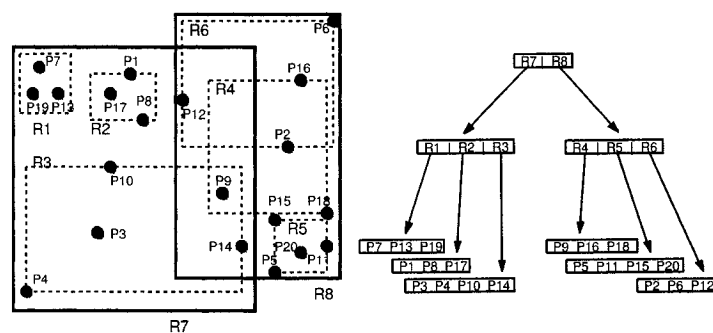 R6
P6
P7
P1
P16
R4
P19 P13
P17
P8
P12
R1
R2
P2
R3
P10
P9
P15
P18
R5
P3
P14
P20
P11
P5
P4
R8
R7
R7 | R8
R1 | R2 | R3
R4 | R5 | R6
P7 P13 P19
P9 P16 P18
P1 P8 P17
P5 P11 P15 P20
P3 P4 P10 P14
P2 P6 P12